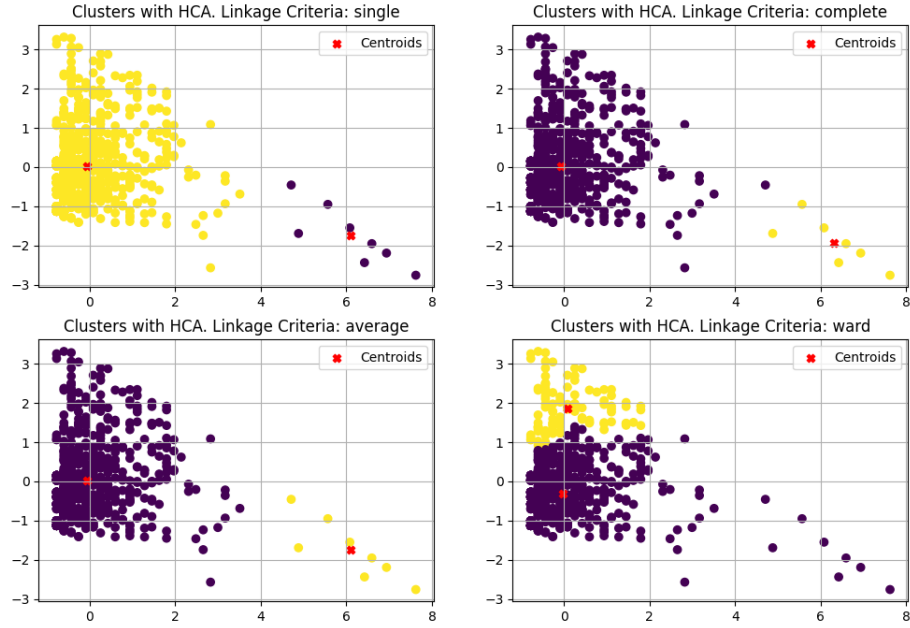 Clusters with HCA. Linkage Criteria: single
Centroids
3
2
1
0
−1
−2
−3
0 2 4 6 8
Clusters with HCA. Linkage Criteria: complete
Centroids
3
2
1
0
−1
−2
−3
0 2 4 6 8
Clusters with HCA. Linkage Criteria: average
Centroids
3
2
1
0
−1
−2
−3
0 2 4 6 8
Clusters with HCA. Linkage Criteria: ward
Centroids
3
2
1
0
−1
−2
−3
0 2 4 6 8